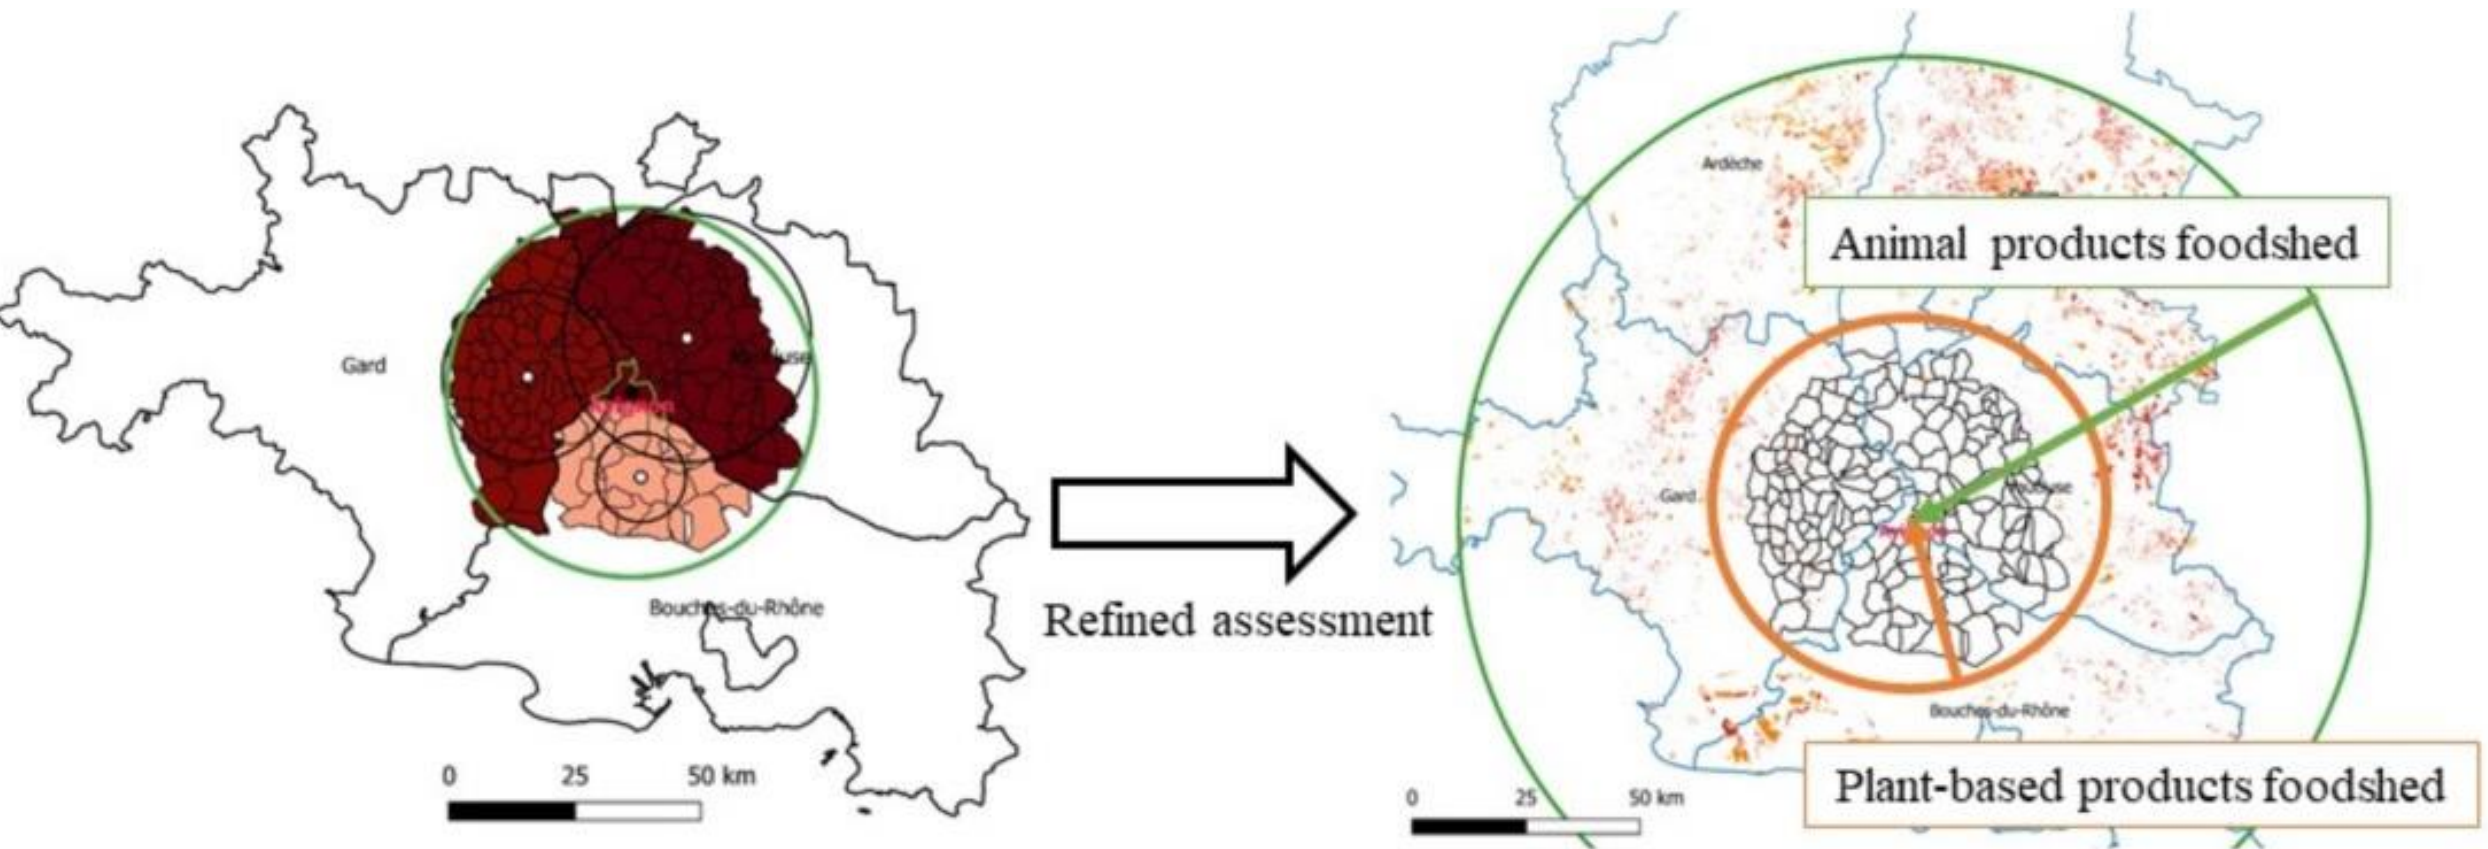 Gard
Bouches-du-Rhône
0 25 50 km
Refined assessment
Ardèche
Animal products foodshed
Gard
Bouches-du-Rhône
Plant-based products foodshed
0 25 50 km